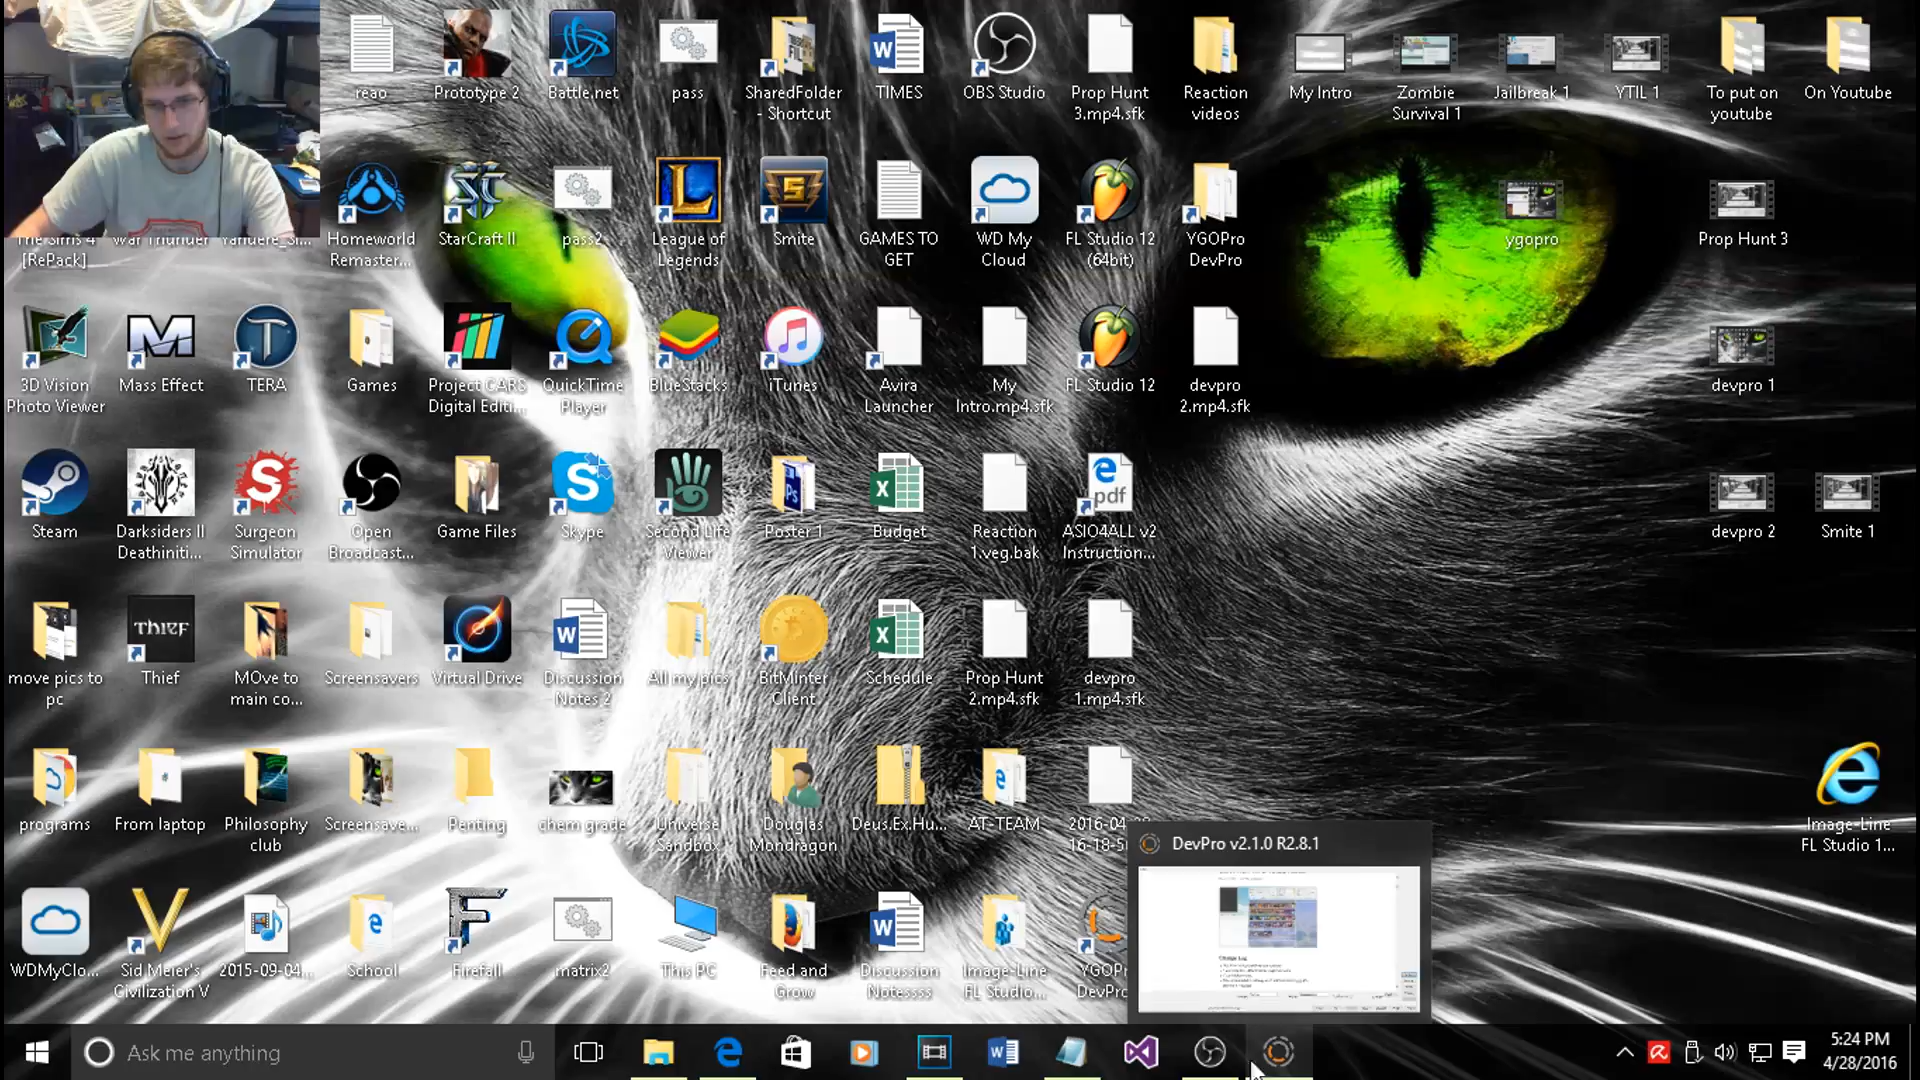 reao
Prototype 2
Battle.net
pass
SharedFolder
- Shortcut
TIMES
OBS Studio
Prop Hunt
3.mp4.sfk
Reaction
videos
My Intro
Zombie
Survival 1
Jailbreak 1
YTIL 1
To put on
youtube
On Youtube
The Sims 4
[RePack]
War Thunder
Yandere_Si...
Homeworld
Remaster...
StarCraft II
pass2
League of
Legends
Smite
GAMES TO
GET
WD My
Cloud
FL Studio 12
(64bit)
YGOPro
DevPro
ygopro
Prop Hunt 3
3D Vision
Photo Viewer
Mass Effect
TERA
Games
Project CARS
Digital Editi...
QuickTime
Player
BlueStacks
iTunes
Avira
Launcher
My
Intro.mp4.sfk
FL Studio 12
devpro
2.mp4.sfk
devpro 1
Steam
Darksiders II
Deathiniti...
Surgeon
Simulator
Open
Broadcast...
Game Files
Skype
Second Life
Viewer
Poster 1
Budget
Reaction
1.veg.bak
pdf
ASIO4ALL v2
Instruction...
devpro 2
Smite 1
move pics to
pc
THIEF
Thief
MOve to
main co...
Screensavers
Virtual Drive
Discussion
Notes 2
All my pics
BitMinter
Client
Schedule
Prop Hunt
2.mp4.sfk
devpro
1.mp4.sfk
programs
From laptop
Philosophy
club
Screensave...
Penting
chem grade
Universe
Sandbox
Douglas
Mondragon
Deus.Ex.Hu...
AT-TEAM
2016-04-28
16-18-5
Image-Line
FL Studio 1...
DevPro v2.1.0 R2.8.1
WDMyClo...
Sid Meier's
Civilization V
2015-09-04...
School
Firefall
matrix2
This PC
Feed and
Grow
Discussion
Notessss
Image-Line
FL Studio...
YGOPr
DevPro
Ask me anything
5:24 PM
4/28/2016